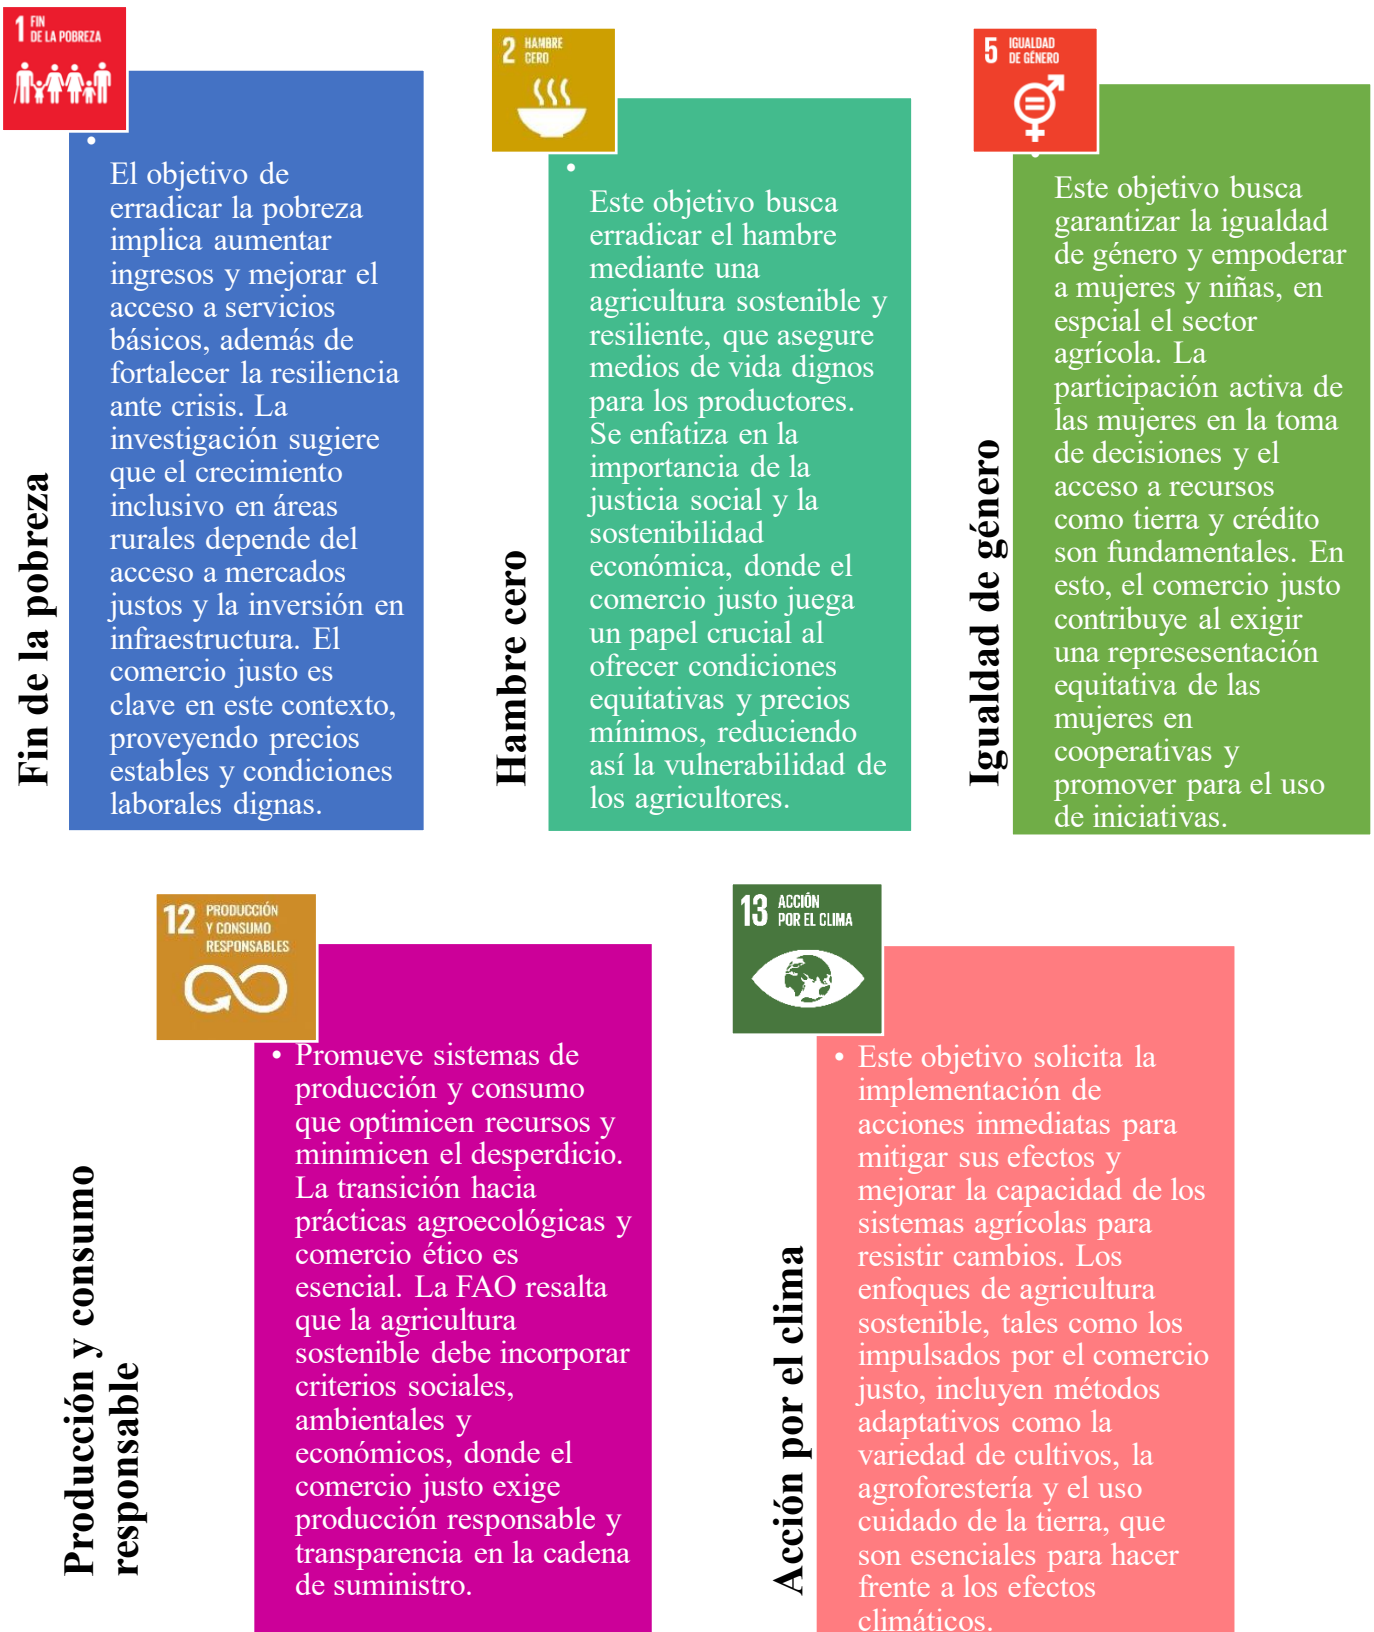 1 FIN
DE LA POBREZA
Fin de la pobreza
•
El objetivo de
erradicar la pobreza
implica aumentar
ingresos y mejorar el
acceso a servicios
básicos, además de
fortalecer la resiliencia
ante crisis. La
investigación sugiere
que el crecimiento
inclusivo en áreas
rurales depende del
acceso a mercados
justos y la inversión en
infraestructura. El
comercio justo es
clave en este contexto,
proveyendo precios
estables y condiciones
laborales dignas.
2 HAMBRE
CERO
Hambre cero
•
Este objetivo busca
erradicar el hambre
mediante una
agricultura sostenible y
resiliente, que asegure
medios de vida dignos
para los productores.
Se enfatiza en la
importancia de la
justicia social y la
sostenibilidad
económica, donde el
comercio justo juega
un papel crucial al
ofrecer condiciones
equitativas y precios
mínimos, reduciendo
así la vulnerabilidad de
los agricultores.
5 IGUALDAD
DE GÉNERO
Igualdad de género
•
Este objetivo busca
garantizar la igualdad
de género y empoderar
a mujeres y niñas, en
espcial el sector
agrícola. La
participación activa de
las mujeres en la toma
de decisiones y el
acceso a recursos
como tierra y crédito
son fundamentales. En
esto, el comercio justo
contribuye al exigir
una represesentación
equitativa de las
mujeres en
cooperativas y
promover para el uso
de iniciativas.
12 PRODUCCIÓN
Y CONSUMO
RESPONSABLES
Producción y consumo
responsable
• Promueve sistemas de
producción y consumo
que optimicen recursos y
minimicen el desperdicio.
La transición hacia
prácticas agroecológicas y
comercio ético es
esencial. La FAO resalta
que la agricultura
sostenible debe incorporar
criterios sociales,
ambientales y
económicos, donde el
comercio justo exige
producción responsable y
transparencia en la cadena
de suministro.
13 ACCIÓN
POR EL CLIMA
Acción por el clima
• Este objetivo solicita la
implementación de
acciones inmediatas para
mitigar sus efectos y
mejorar la capacidad de los
sistemas agrícolas para
resistir cambios. Los
enfoques de agricultura
sostenible, tales como los
impulsados por el comercio
justo, incluyen métodos
adaptativos como la
variedad de cultivos, la
agroforestería y el uso
cuidado de la tierra, que
son esenciales para hacer
frente a los efectos
climáticos.